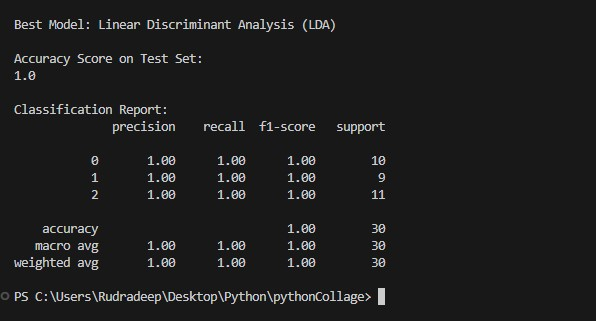 Best Model: Linear Discriminant Analysis (LDA)
Accuracy Score on Test Set:
1.0
Classification Report:
precision recall f1-score support
0 1.00 1.00 1.00 10
1 1.00 1.00 1.00 9
2 1.00 1.00 1.00 11
accuracy 1.00 30
macro avg 1.00 1.00 1.00 30
weighted avg 1.00 1.00 1.00 30
PS C:\Users\Rudradeep\Desktop\Python\pythonCollage>